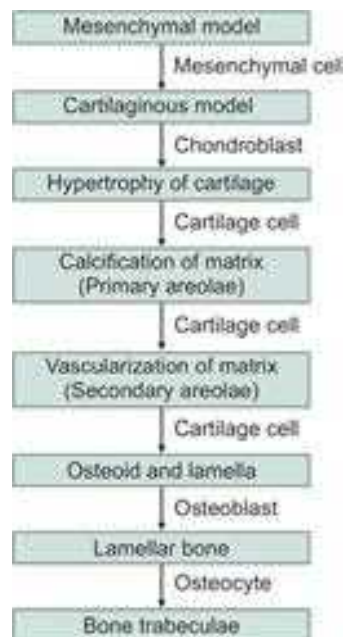 Mesenchymal model
Mesenchymal cell
Cartilaginous model
Chondroblast
Hypertrophy of cartilage
Cartilage cell
Calcification of matrix
(Primary areolae)
Cartilage cell
Vascularization of matrix
(Secondary areolae)
Cartilage cell
Osteoid and lamella
Osteoblast
Lamellar bone
Osteocyte
Bone trabeculae